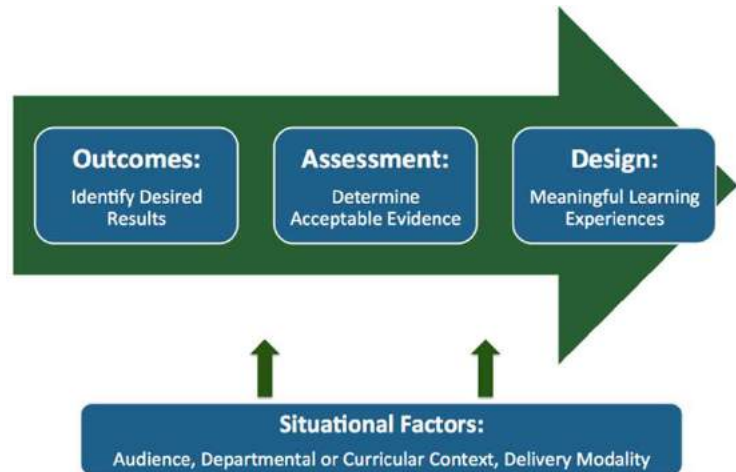 Outcomes:
Identify Desired
Results
Assessment:
Determine
Acceptable Evidence
Design:
Meaningful Learning
Experiences
Situational Factors:
Audience, Departmental or Curricular Context, Delivery Modality